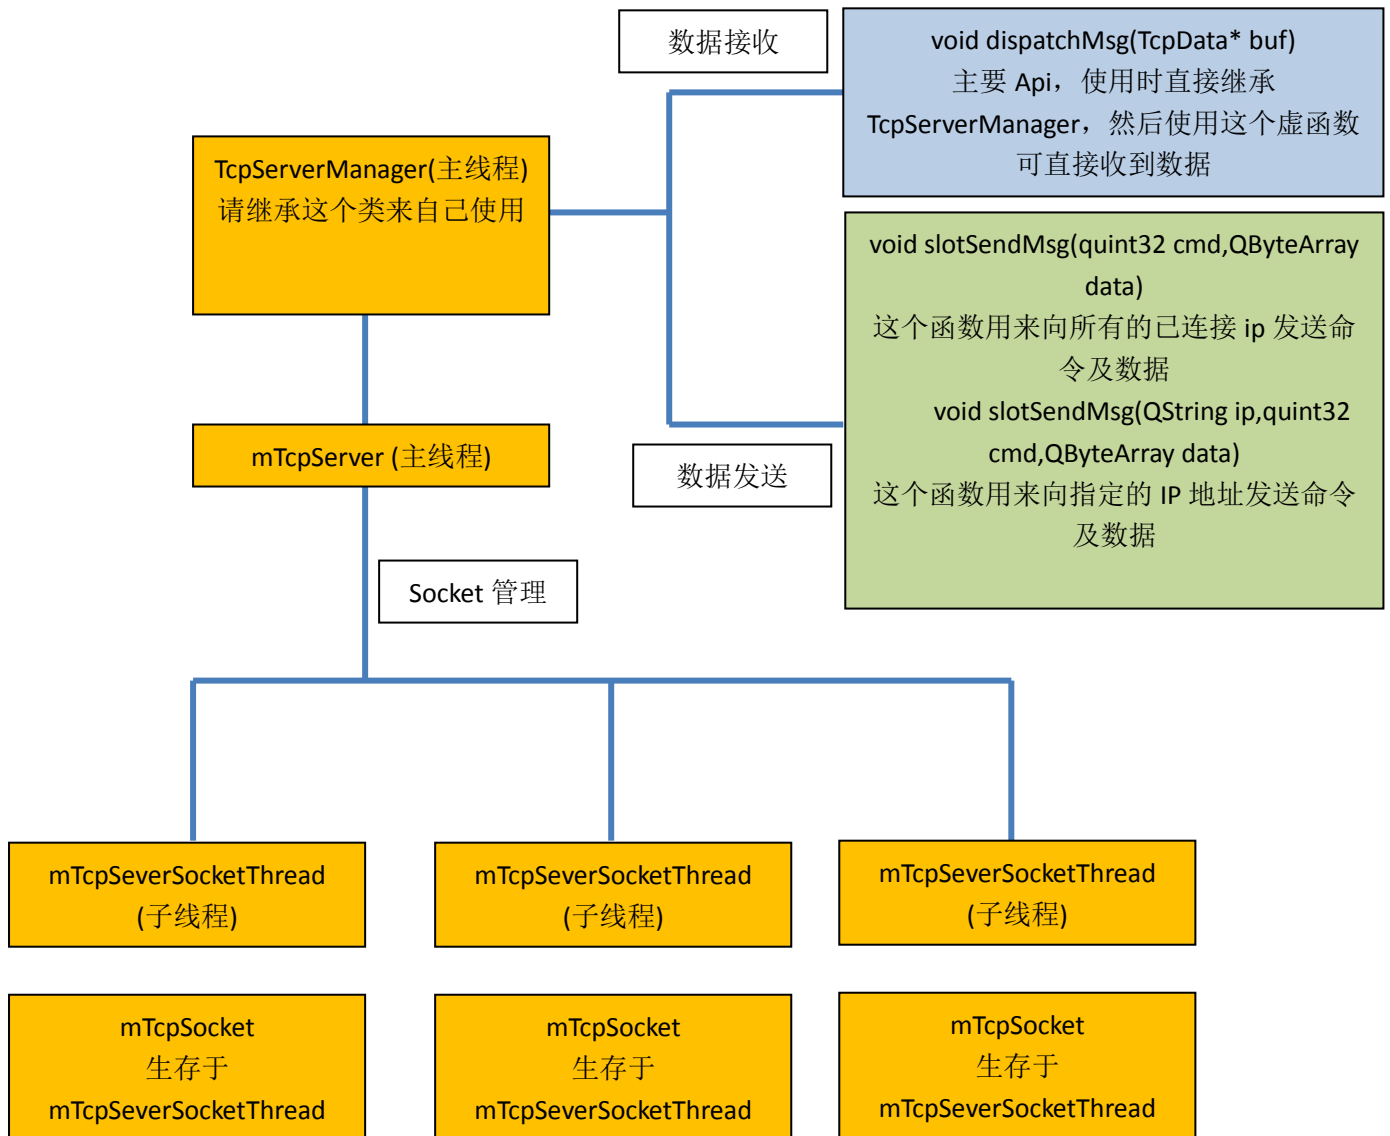 数据接收
void dispatchMsg(TcpData* buf)
主要 Api，使用时直接继承
TcpServerManager，然后使用这个虚函数
可直接收到数据
TcpServerManager(主线程)
请继承这个类来自己使用
void slotSendMsg(quint32 cmd,QByteArray
data)
这个函数用来向所有的已连接 ip 发送命
令及数据
void slotSendMsg(QString ip,quint32
cmd,QByteArray data)
这个函数用来向指定的 IP 地址发送命令
及数据
mTcpServer (主线程)
数据发送
Socket 管理
mTcpSeverSocketThread
(子线程)
mTcpSeverSocketThread
(子线程)
mTcpSeverSocketThread
(子线程)
mTcpSocket
生存于
mTcpSeverSocketThread
mTcpSocket
生存于
mTcpSeverSocketThread
mTcpSocket
生存于
mTcpSeverSocketThread